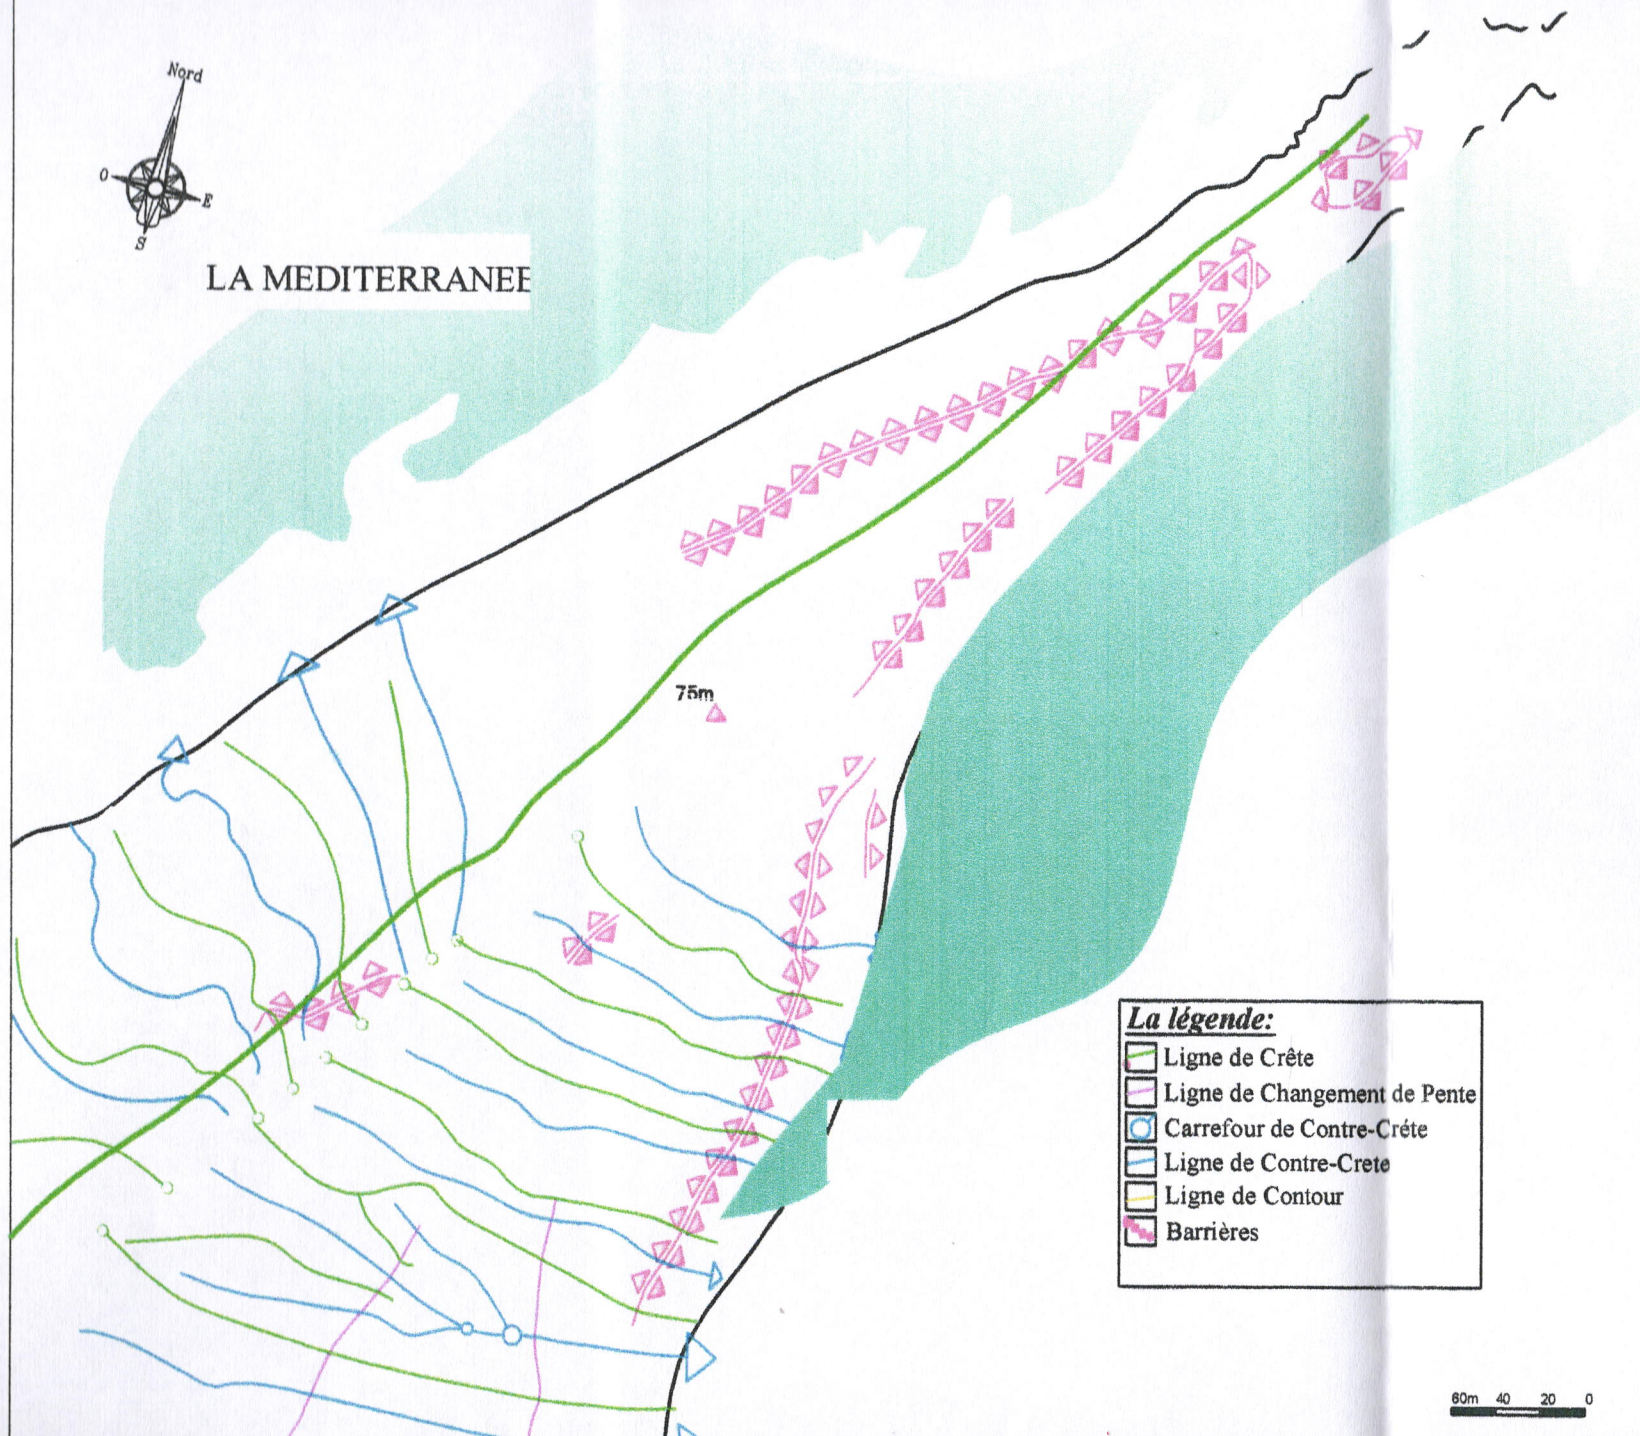 Nord
O
E
S
LA MEDITERRANEE
75m
La légende:
Ligne de Crête
Ligne de Changement de Pente
Carrefour de Contre-Créte
Ligne de Contre-Crete
Ligne de Contour
Barrières
60m 40 20 0